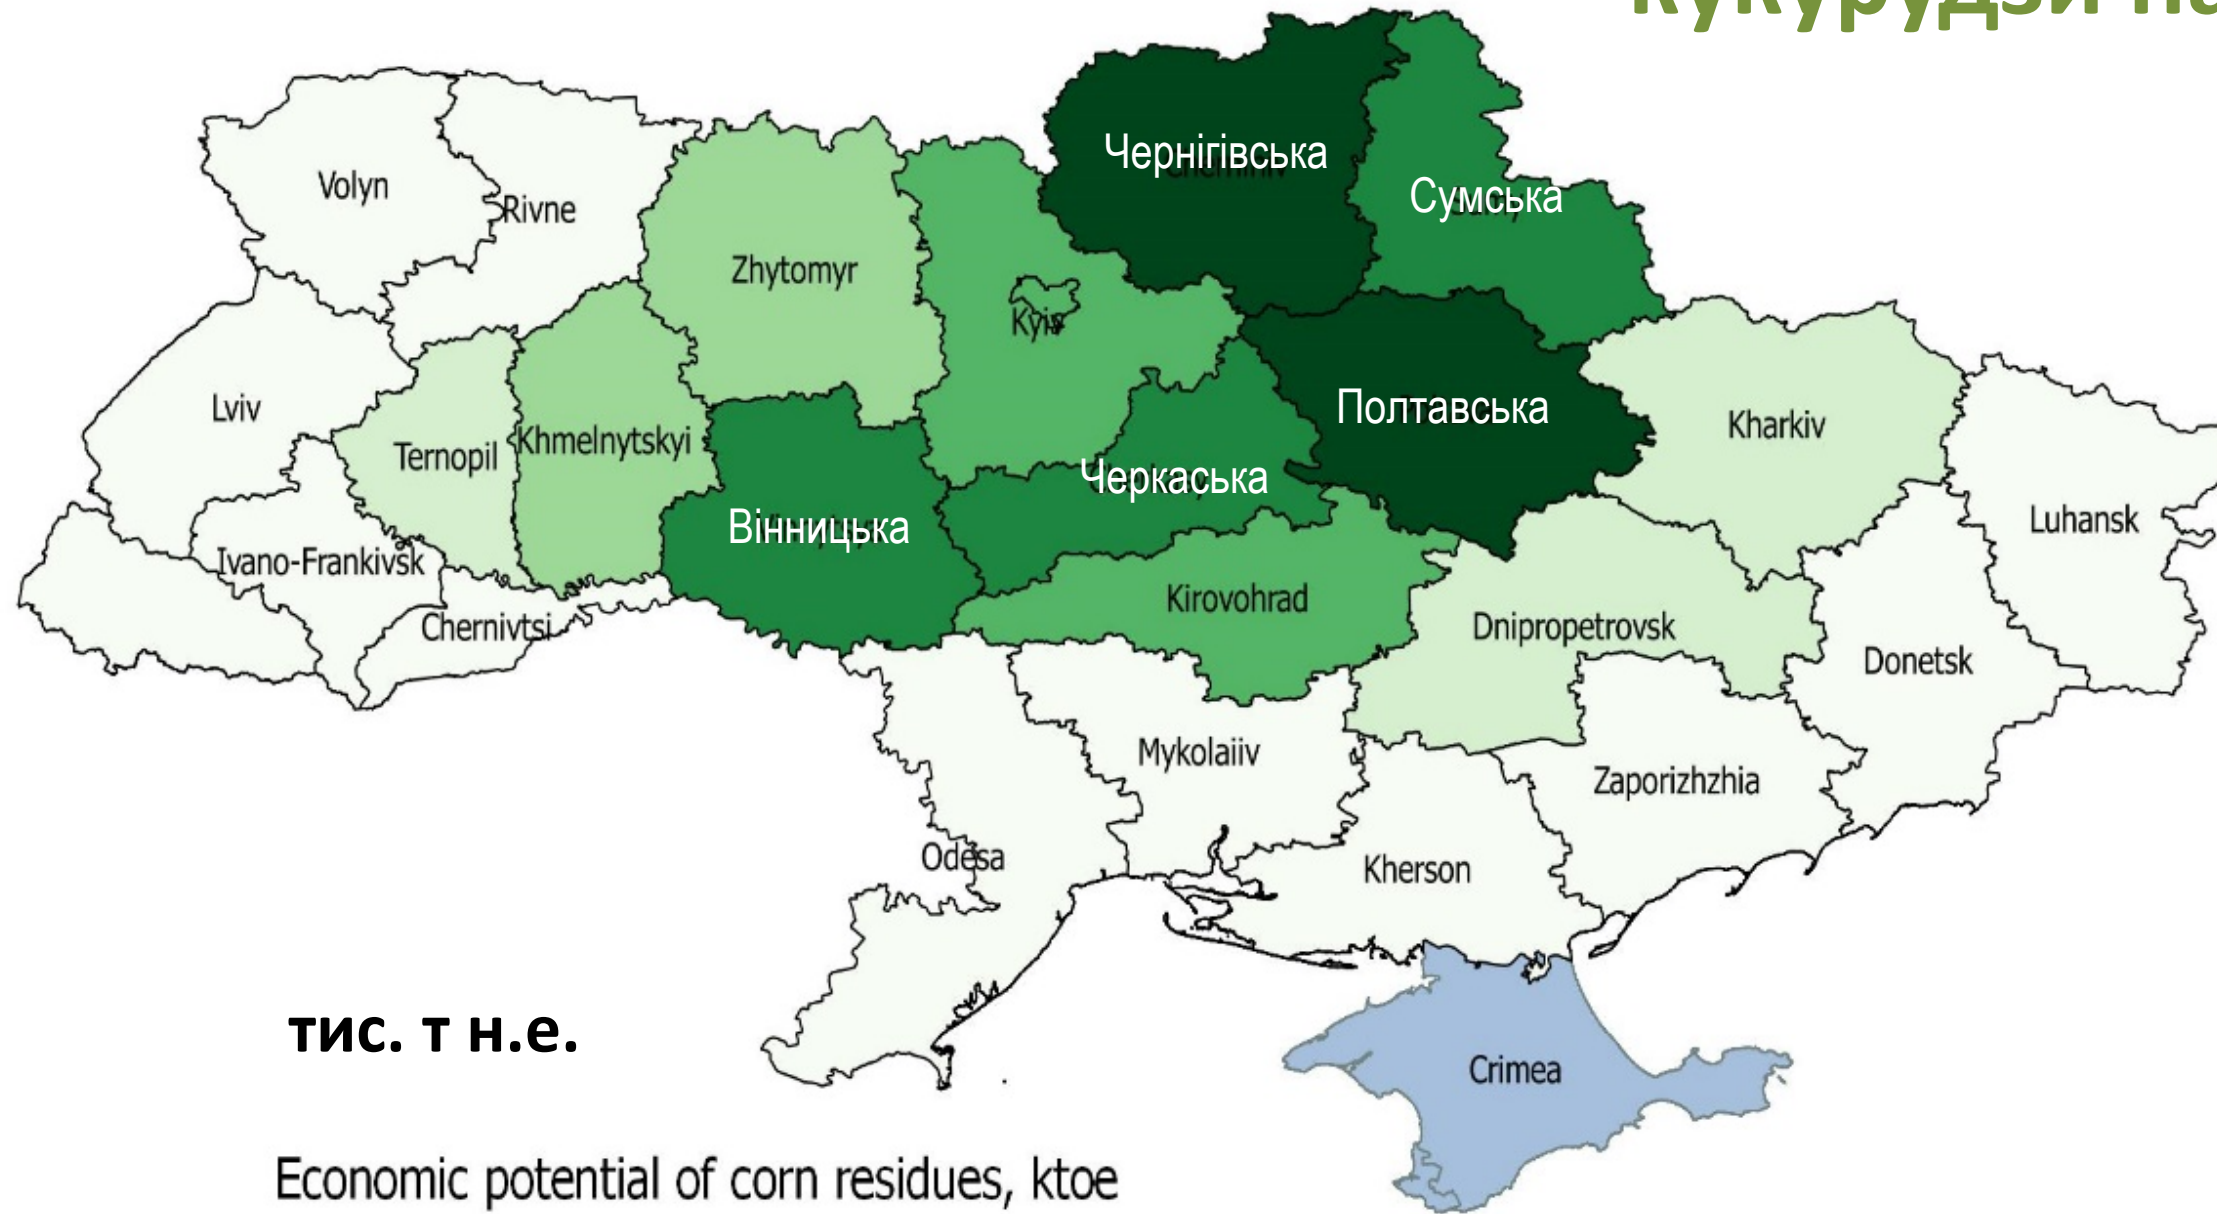 кукурудзи на
Чернігівська
Сумська
Volyn
Rivne
Zhytomyr
Kyiv
Lviv
Ternopil
Khmelnytskyi
Полтавська
Kharkiv
Черкаська
Вінницька
Luhansk
Ivano-Frankivsk
Chernivtsi
Kirovohrad
Dnipropetrovsk
Donetsk
Mykolaiiv
Zaporizhzhia
Odesa
Kherson
тис. т н.е.
Crimea
Economic potential of corn residues, ktoe